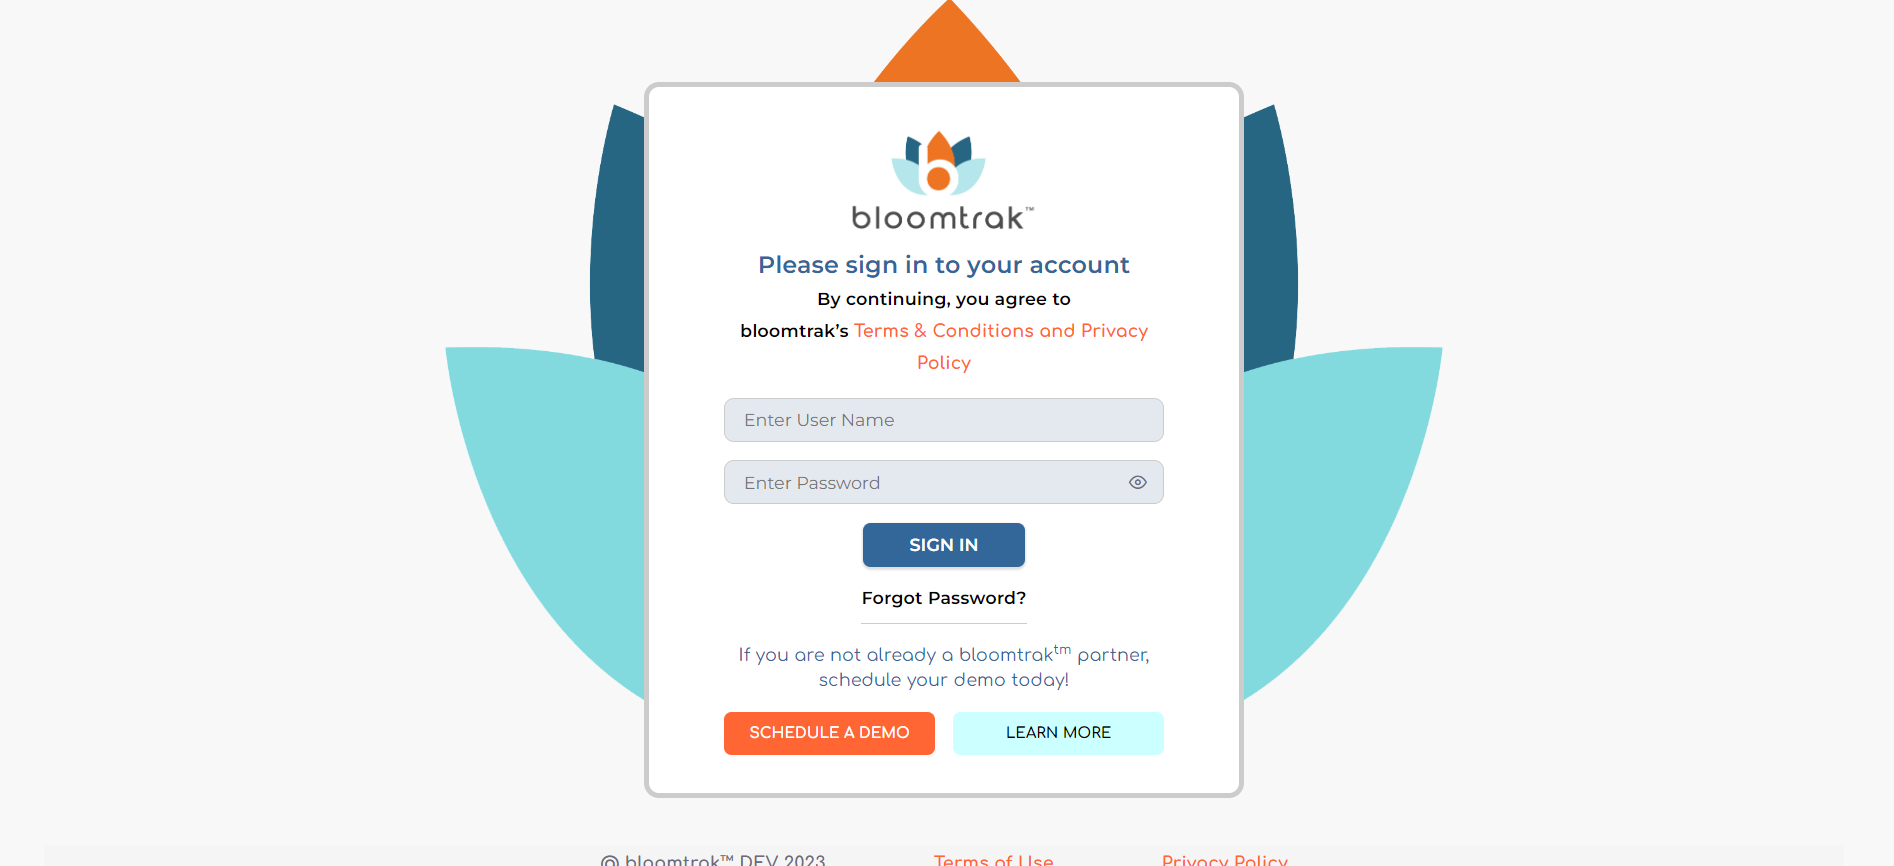 bloomtrak™
Please sign in to your account
By continuing, you agree to
bloomtrak’s Terms & Conditions and Privacy
Policy
Enter User Name
Enter Password
SIGN IN
Forgot Password?
If you are not already a bloomtrakᵗᵐ partner,
schedule your demo today!
SCHEDULE A DEMO LEARN MORE
@ bloomtrak™ DEV 2023 Terms of Use Privacy Policy